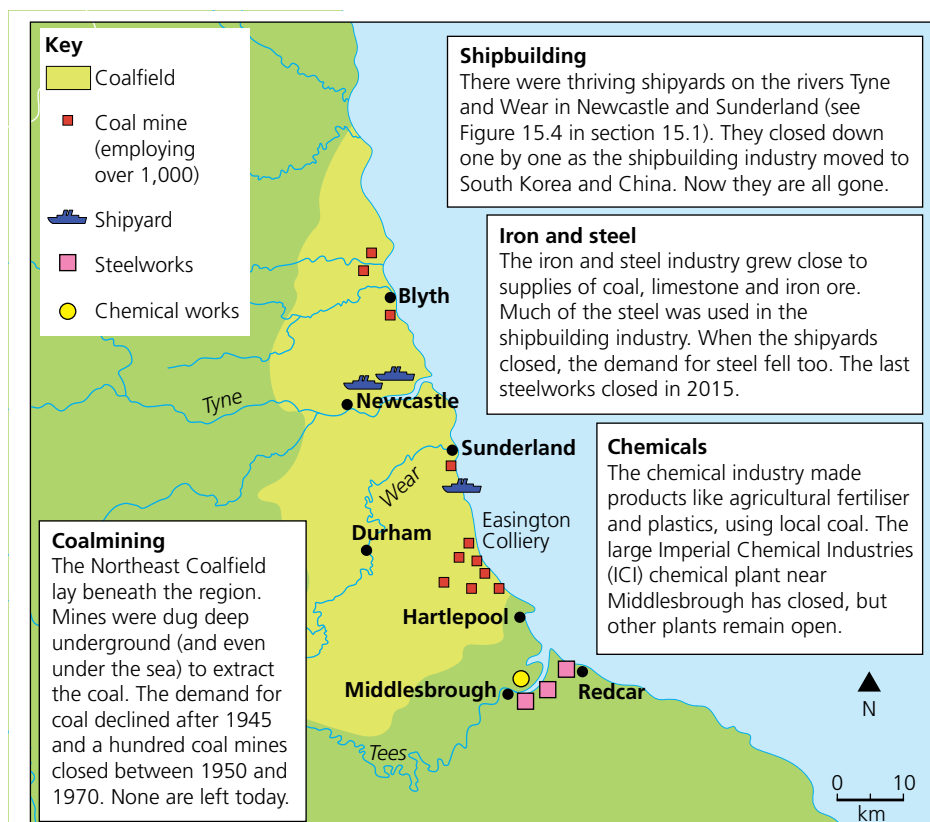 Key
Coalfield
Coal mine
(employing
over 1,000)
Shipyard
Steelworks
Chemical works
Shipbuilding
There were thriving shipyards on the rivers Tyne
and Wear in Newcastle and Sunderland (see
Figure 15.4 in section 15.1). They closed down
one by one as the shipbuilding industry moved to
South Korea and China. Now they are all gone.
Iron and steel
The iron and steel industry grew close to
supplies of coal, limestone and iron ore.
Much of the steel was used in the
shipbuilding industry. When the shipyards
closed, the demand for steel fell too. The last
steelworks closed in 2015.
Blyth
Tyne
Newcastle
Sunderland
Wear
Durham
Easington
Colliery
Chemicals
The chemical industry made
products like agricultural fertiliser
and plastics, using local coal. The
large Imperial Chemical Industries
(ICI) chemical plant near
Middlesbrough has closed, but
other plants remain open.
Coalmining
The Northeast Coalfield
lay beneath the region.
Mines were dug deep
underground (and even
under the sea) to extract
the coal. The demand for
coal declined after 1945
and a hundred coal mines
closed between 1950 and
1970. None are left today.
Hartlepool
Middlesbrough
Redcar
Tees
N
0 10
km